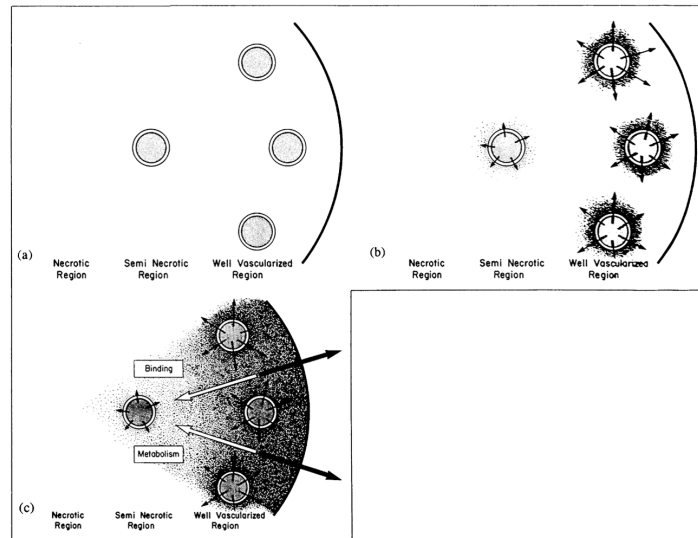 (a)
Necrotic
Region
Semi Necrotic
Region
Well Vascularized
Region
(b)
Necrotic
Region
Semi Necrotic
Region
Well Vascularized
Region
Binding
Metabolism
(c)
Necrotic
Region
Semi Necrotic
Region
Well Vascularized
Region